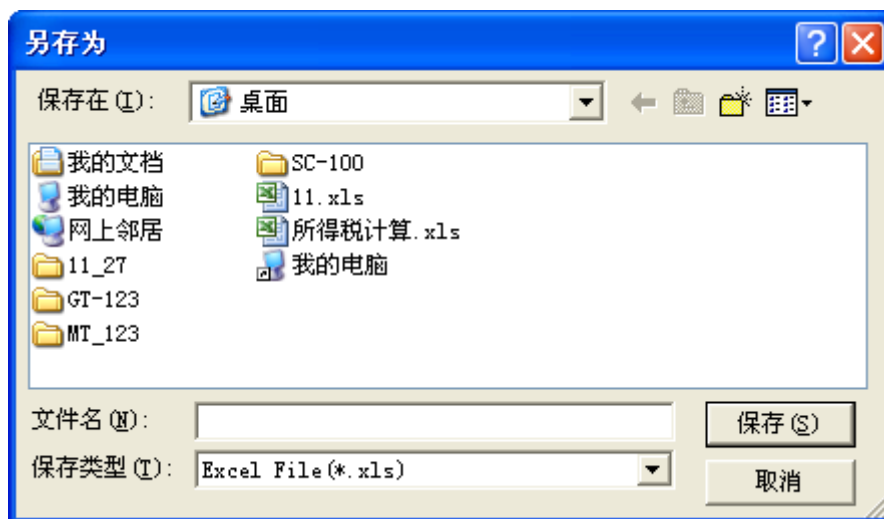 另存为
保存在(I):
桌面
我的文档
我的电脑
网上邻居
11_27
GT-123
MT_123
SC-100
11.xls
所得税计算.xls
我的电脑
文件名(N):
保存(S)
保存类型(T):
Excel File(*.xls)
取消